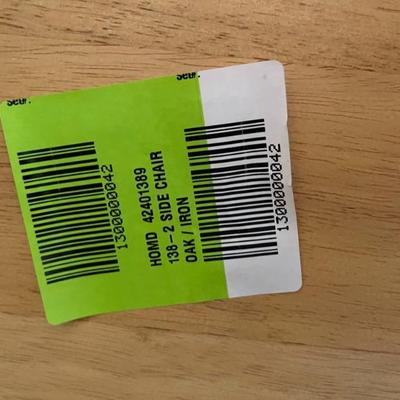 1300000042
HOMD 42401389
138-2 SIDE CHAIR
OAK / IRON
1300000042